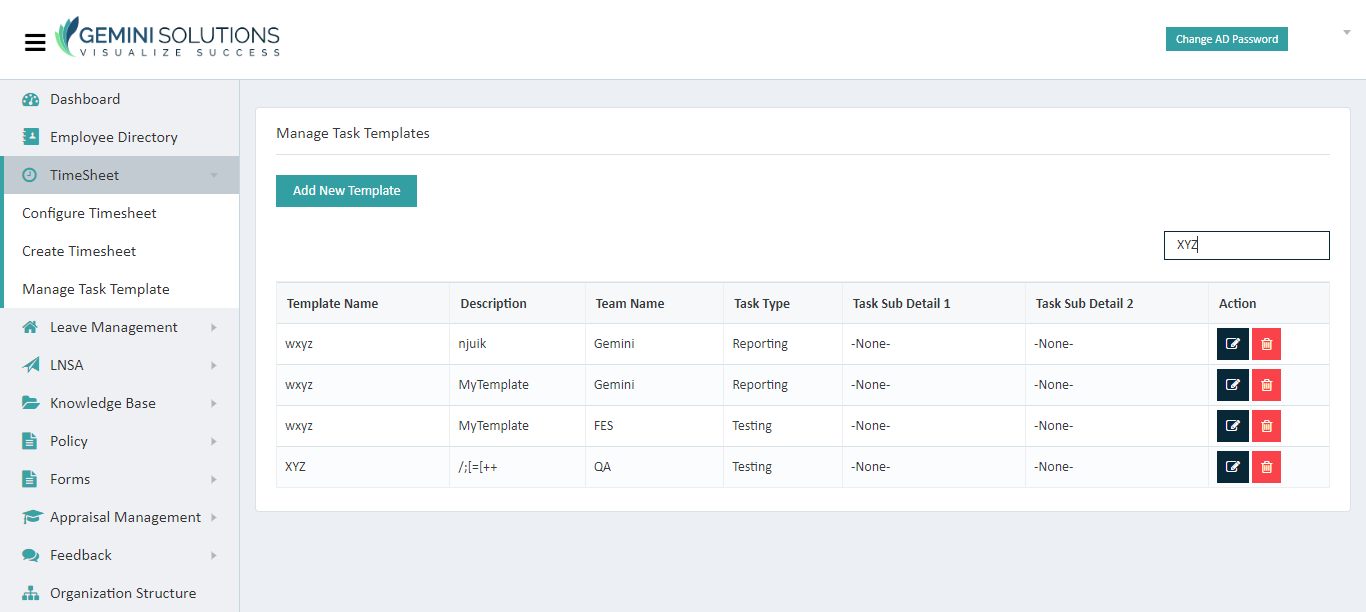 GEMINI SOLUTIONS
VISUALIZE SUCCESS
Change AD Password
Dashboard
Employee Directory
TimeSheet
Configure Timesheet
Create Timesheet
Manage Task Template
Leave Management
LNSA
Knowledge Base
Policy
Forms
Appraisal Management
Feedback
Organization Structure
Manage Task Templates
Add New Template
XYZ
Template Name Description Team Name Task Type Task Sub Detail 1 Task Sub Detail 2 Action
wxyz njuik Gemini Reporting -None- -None-
wxyz MyTemplate Gemini Reporting -None- -None-
wxyz MyTemplate FES Testing -None- -None-
XYZ /;[=[++ QA Testing -None- -None-